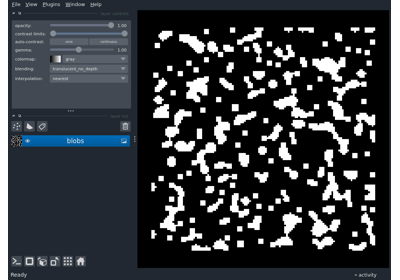 File View Plugins Window Help
opacity: 1.00
contrast limits:
auto-contrast: once continuous
gamma: 1.00
colormap: gray
blending: translucent_no_depth
interpolation: nearest
blobs
Ready activity